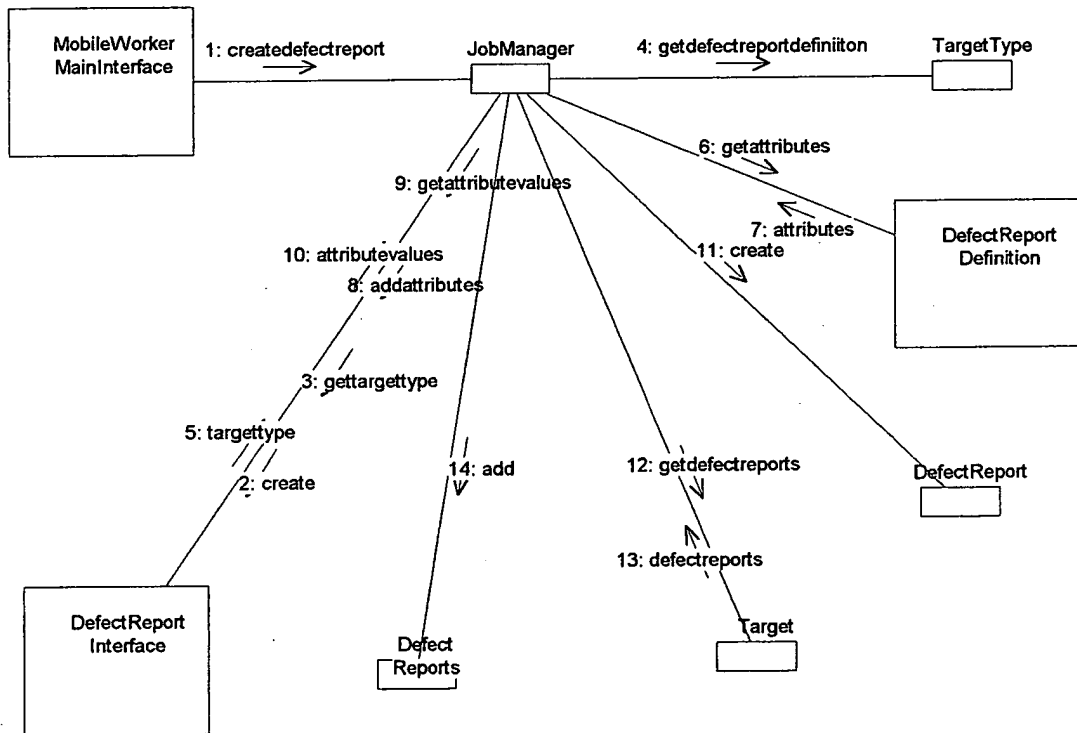 MobileWorker
MainInterface
1: createdefectreport
JobManager
4: getdefectreportdefiniiton
TargetType
6: getattributes
9: getattributevalues
7: attributes
DefectReport
Definition
10: attributevalues
11: create
8: addattributes
3: gettargettype
5: targettype
2: create
14: add
12: getdefectreports
DefectReport
13: defectreports
DefectReport
Interface
Defect
Reports
Target